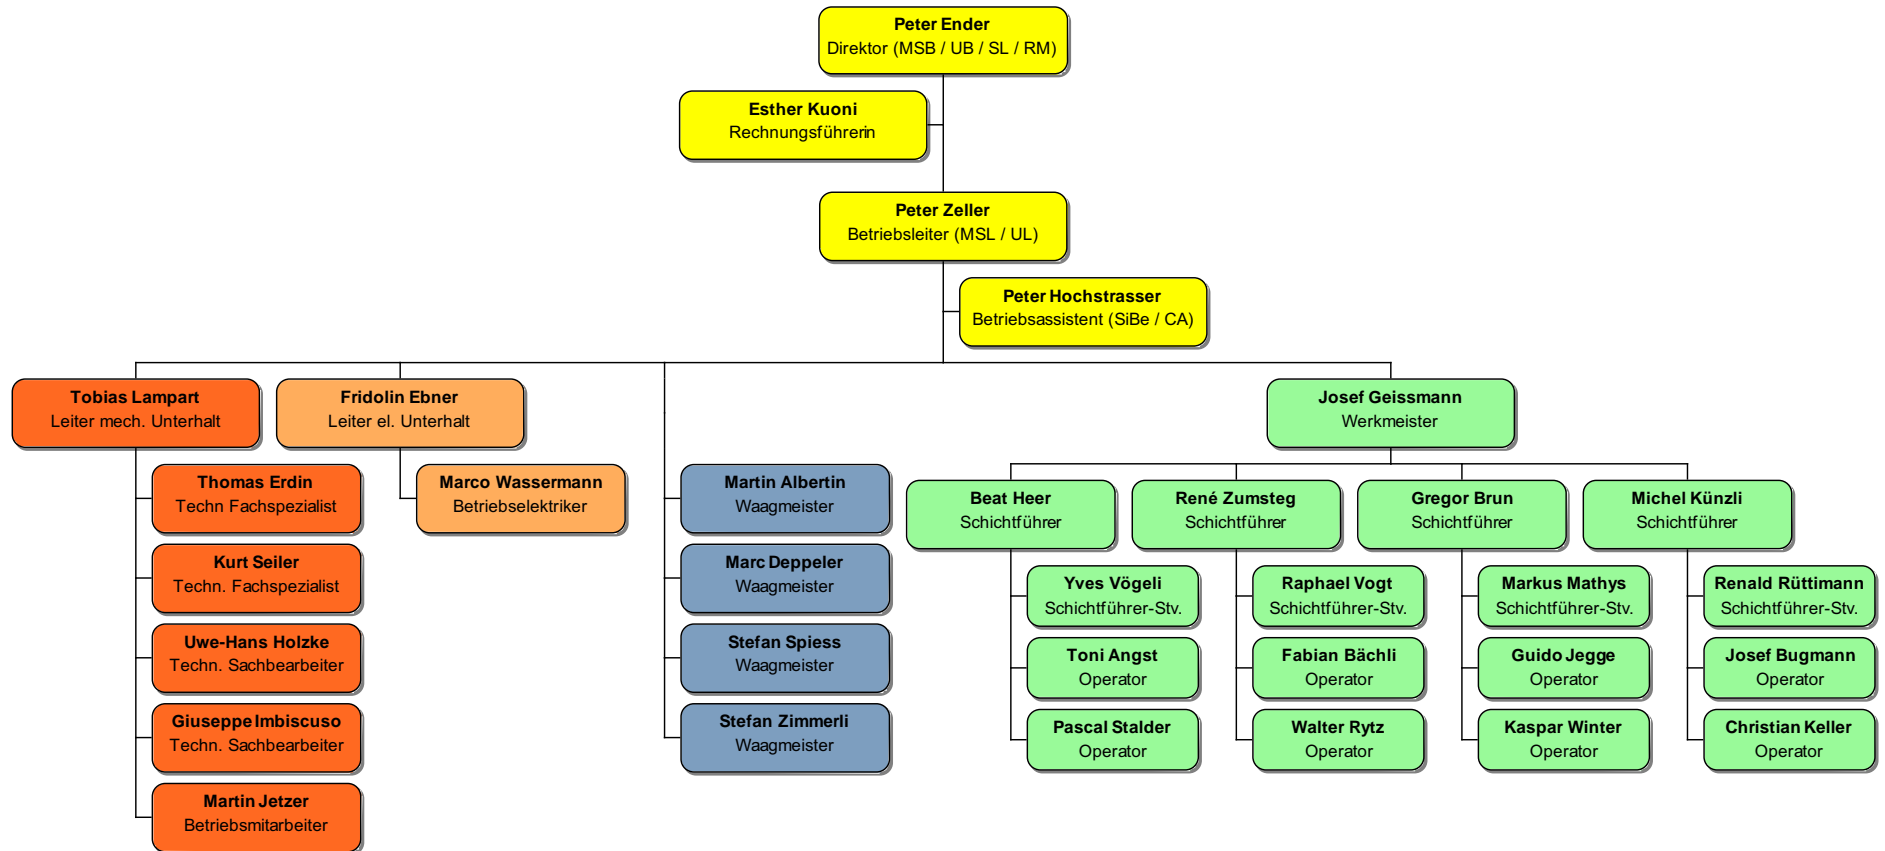 Peter Ender
Direktor (MSB / UB / SL / RM)
Esther Kuoni
Rechnungsführerin
Peter Zeller
Betriebsleiter (MSL / UL)
Peter Hochstrasser
Betriebsassistent (SiBe / CA)
Tobias Lampart
Leiter mech. Unterhalt
Fridolin Ebner
Leiter el. Unterhalt
Josef Geissmann
Werkmeister
Thomas Erdin
Techn Fachspezialist
Kurt Seiler
Techn. Fachspezialist
Uwe-Hans Holzke
Techn. Sachbearbeiter
Giuseppe Imbiscuso
Techn. Sachbearbeiter
Martin Jetzer
Betriebsmitarbeiter
Marco Wassermann
Betriebselektriker
Martin Albertin
Waagmeister
Marc Deppeler
Waagmeister
Stefan Spiess
Waagmeister
Stefan Zimmerli
Waagmeister
Beat Heer
Schichtführer
Yves Vögeli
Schichtführer-Stv.
Toni Angst
Operator
Pascal Stalder
Operator
René Zumsteg
Schichtführer
Raphael Vogt
Schichtführer-Stv.
Fabian Bächli
Operator
Walter Rytz
Operator
Gregor Brun
Schichtführer
Markus Mathys
Schichtführer-Stv.
Guido Jegge
Operator
Kaspar Winter
Operator
Michel Künzli
Schichtführer
Renald Rüttimann
Schichtführer-Stv.
Josef Bugmann
Operator
Christian Keller
Operator